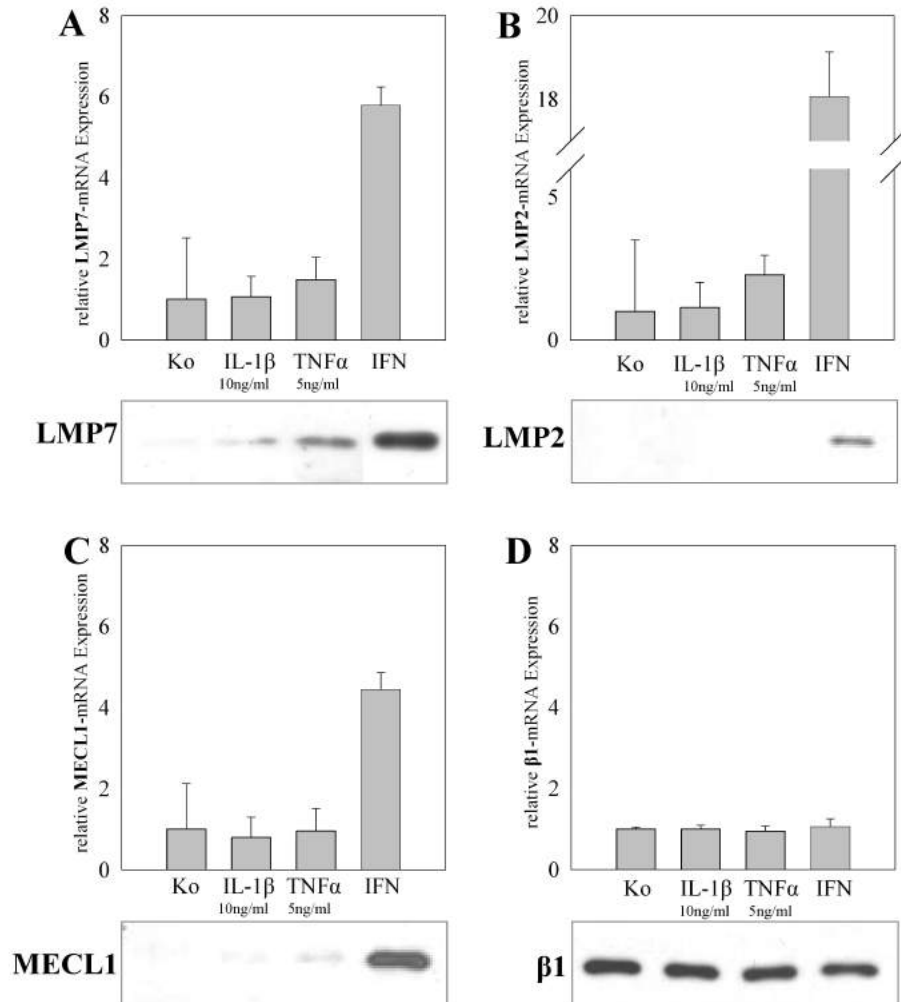 A
relative LMP7-mRNA Expression
8
6
4
2
0
Ko IL-1β TNFα IFN
10ng/ml 5ng/ml
LMP7
B
relative LMP2-mRNA Expression
20
18
5
0
Ko IL-1β TNFα IFN
10ng/ml 5ng/ml
LMP2
C
relative MECL1-mRNA Expression
8
6
4
2
0
Ko IL-1β TNFα IFN
10ng/ml 5ng/ml
MECL1
D
relative β1-mRNA Expression
8
6
4
2
0
Ko IL-1β TNFα IFN
10ng/ml 5ng/ml
β1